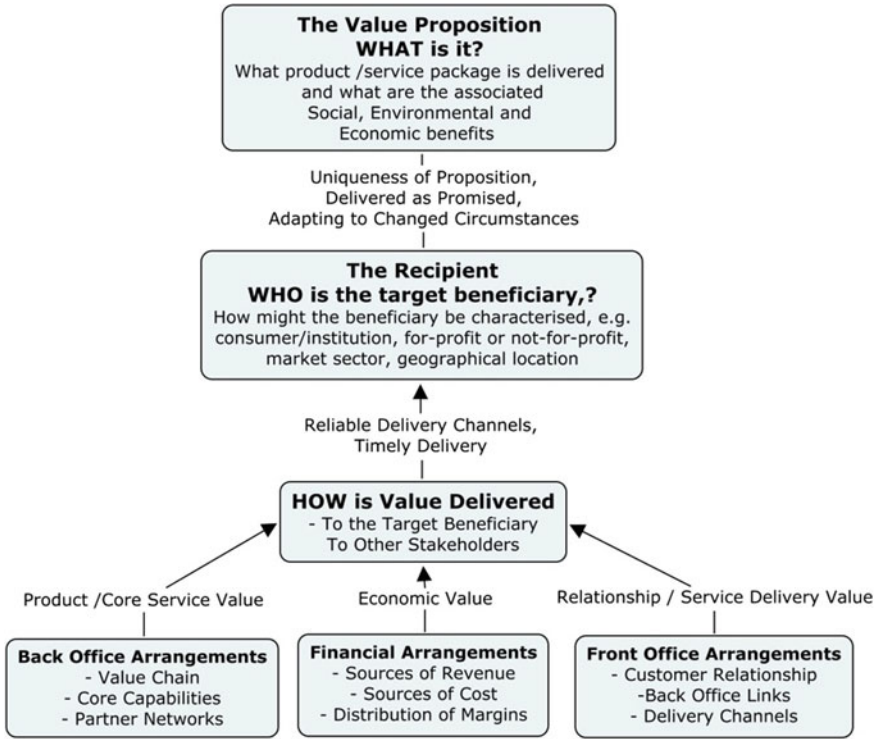 The Value Proposition
WHAT is it?
What product /service package is delivered
and what are the associated
Social, Environmental and
Economic benefits
Uniqueness of Proposition,
Delivered as Promised,
Adapting to Changed Circumstances
The Recipient
WHO is the target beneficiary,?
How might the beneficiary be characterised, e.g.
consumer/institution, for-profit or not-for-profit,
market sector, geographical location
Reliable Delivery Channels,
Timely Delivery
HOW is Value Delivered
- To the Target Beneficiary
To Other Stakeholders
Product /Core Service Value
Economic Value
Relationship / Service Delivery Value
Back Office Arrangements
- Value Chain
- Core Capabilities
- Partner Networks
Financial Arrangements
- Sources of Revenue
- Sources of Cost
- Distribution of Margins
Front Office Arrangements
- Customer Relationship
-Back Office Links
- Delivery Channels